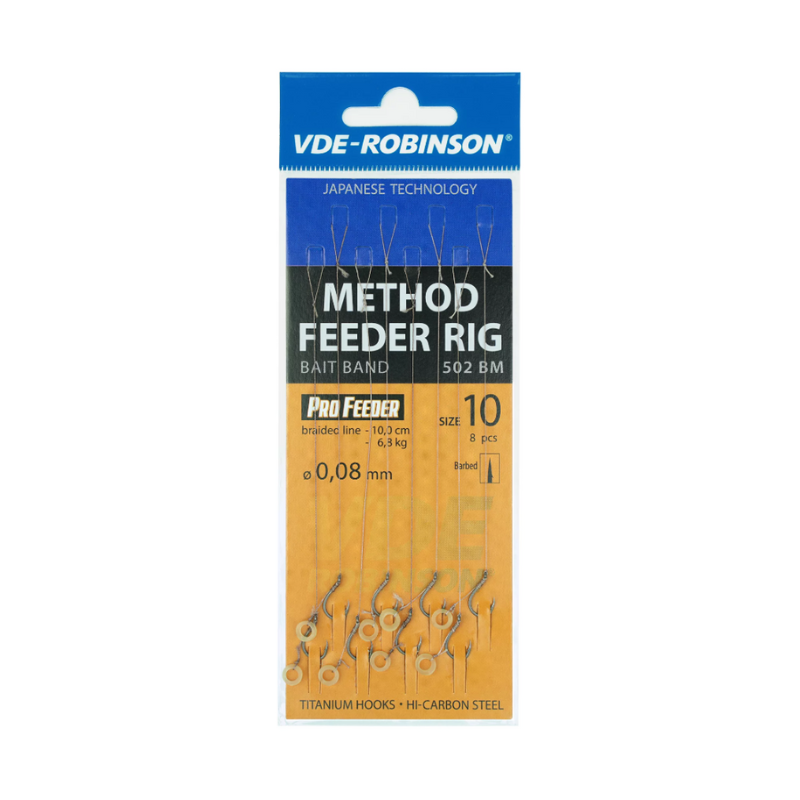 VDE-ROBINSON®
JAPANESE TECHNOLOGY
METHOD
FEEDER RIG
BAIT BAND 502 BM
PRO FEEDER
braided line - 10,0 cm
- 6,8 kg
ø 0,08 mm
SIZE 10
8 pcs
Barbed
TITANIUM HOOKS • HI-CARBON STEEL